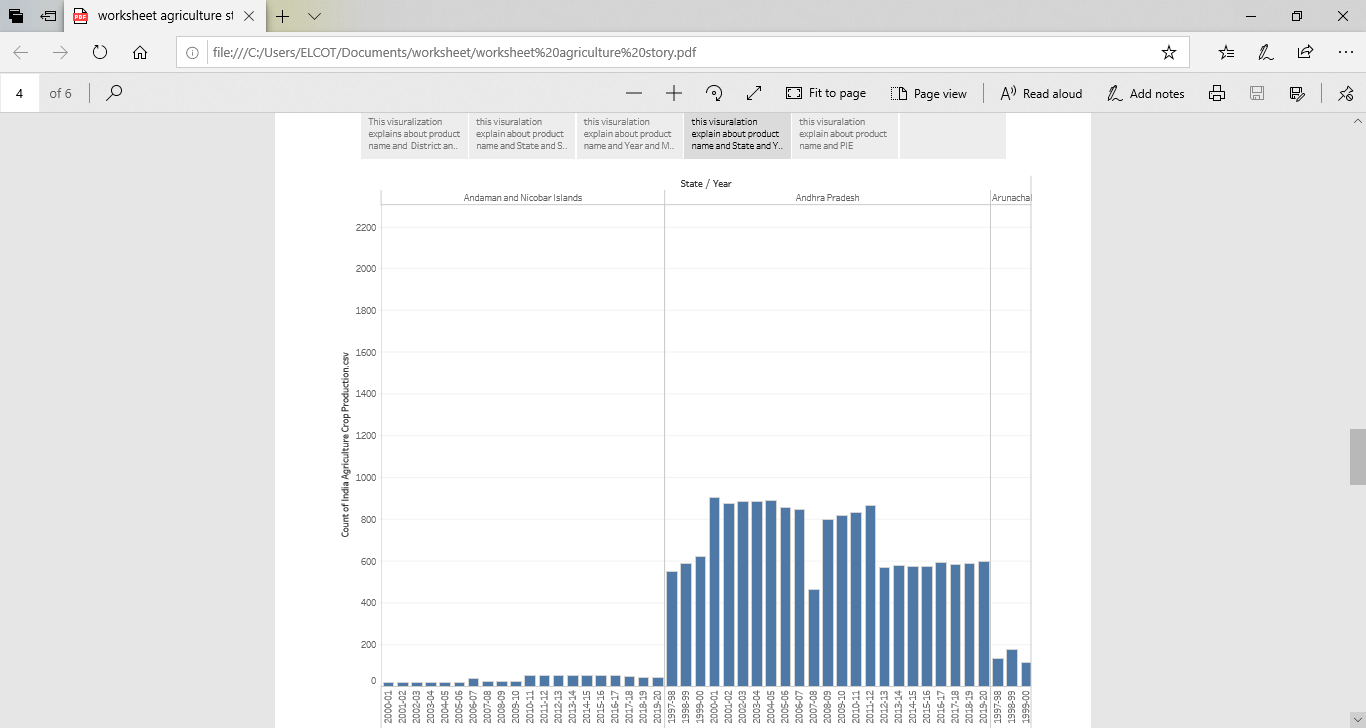 worksheet agriculture st
file:///C:/Users/ELCOT/Documents/worksheet/worksheet%20agriculture%20story.pdf
4 of 6 Fit to page Page view Read aloud Add notes
This visuralization
explains about product
name and District an..
this visuralation
explain about product
name and State and S..
this visuralation
explain about product
name and Year and M..
this visuralation
explain about product
name and State and Y..
this visuralation
explain about product
name and PIE
State / Year
Andaman and Nicobar Islands Andhra Pradesh Arunachal
2200
2000
1800
1600
1400
1200
1000
800
600
400
200
0
Count of India Agriculture Crop Production.csv
2000-01
2001-02
2002-03
2003-04
2004-05
2005-06
2006-07
2007-08
2008-09
2009-10
2010-11
2011-12
2012-13
2013-14
2014-15
2015-16
2016-17
2017-18
2018-19
2019-20
1997-98
1998-99
1999-00
2000-01
2001-02
2002-03
2003-04
2004-05
2005-06
2006-07
2007-08
2008-09
2009-10
2010-11
2011-12
2012-13
2013-14
2014-15
2015-16
2016-17
2017-18
2018-19
2019-20
1997-98
1998-99
1999-00